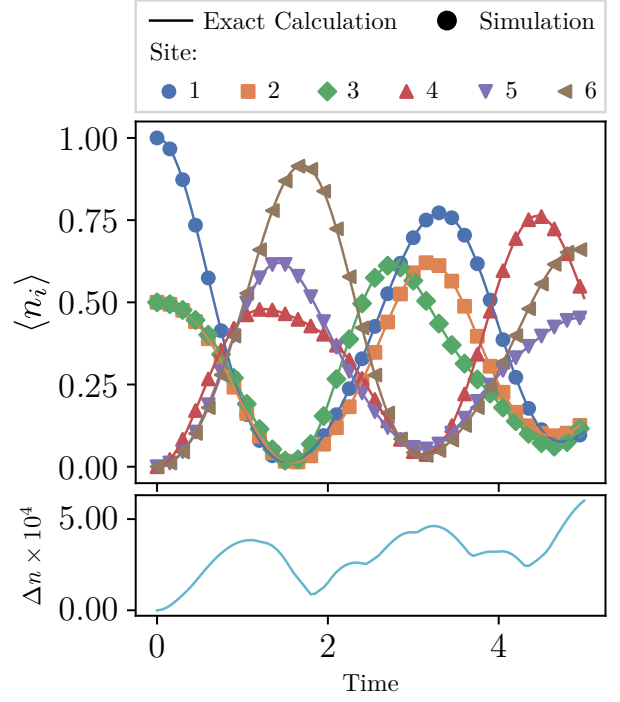 Exact Calculation Simulation
Site:
1 2 3 4 5 6
1.00
0.75
0.50
0.25
0.00
⟨n_i⟩
5.00
0.00
Δn × 10^4
0 2 4
Time